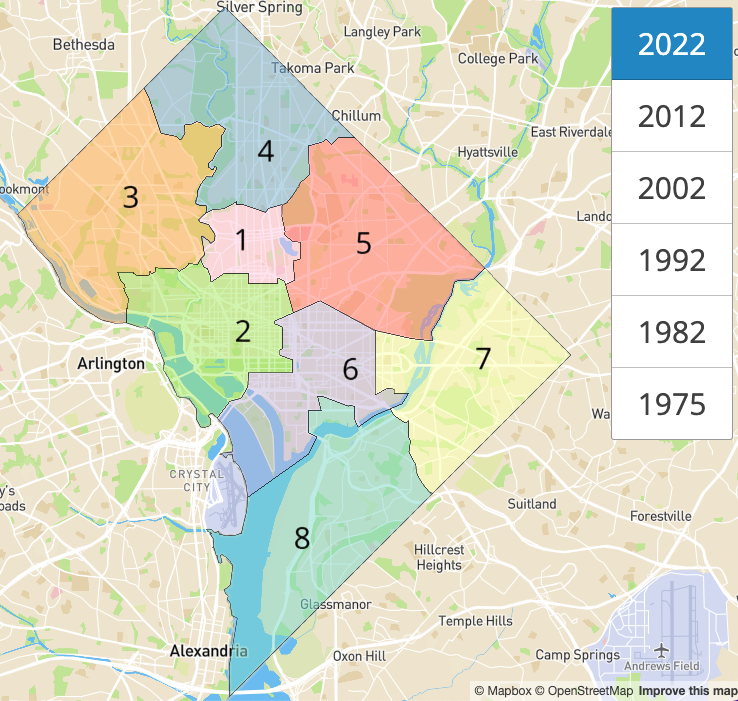 Silver Spring
Langley Park
2022
Bethesda
College Park
Takoma Park
2012
Chillum
East Riverdale
4
Hyattsville
ookmont
3
2002
Lando
1
5
1992
2
1982
Arlington
6
7
1975
Wa
CRYSTAL
CITY
y's
oads
Suitland
Forestville
8
Hillcrest
Heights
Glassmanor
Temple Hills
Alexandria
Oxon Hill
Camp Springs
Andrews Field
© Mapbox © OpenStreetMap Improve this map